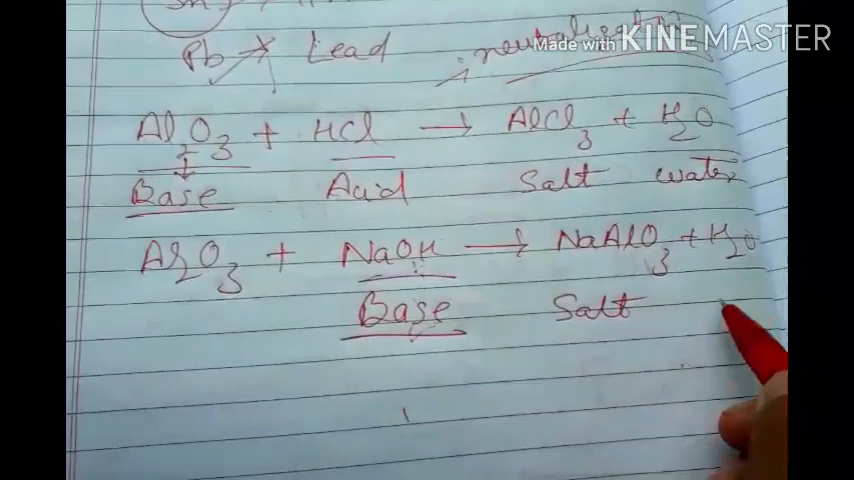 Made with KINEMASTER
Pb → Lead neutralisation
Al2O3 + HCl → AlCl3 + H2O
Base Acid Salt water
Al2O3 + NaOH → NaAlO3 + H2O
Base Salt